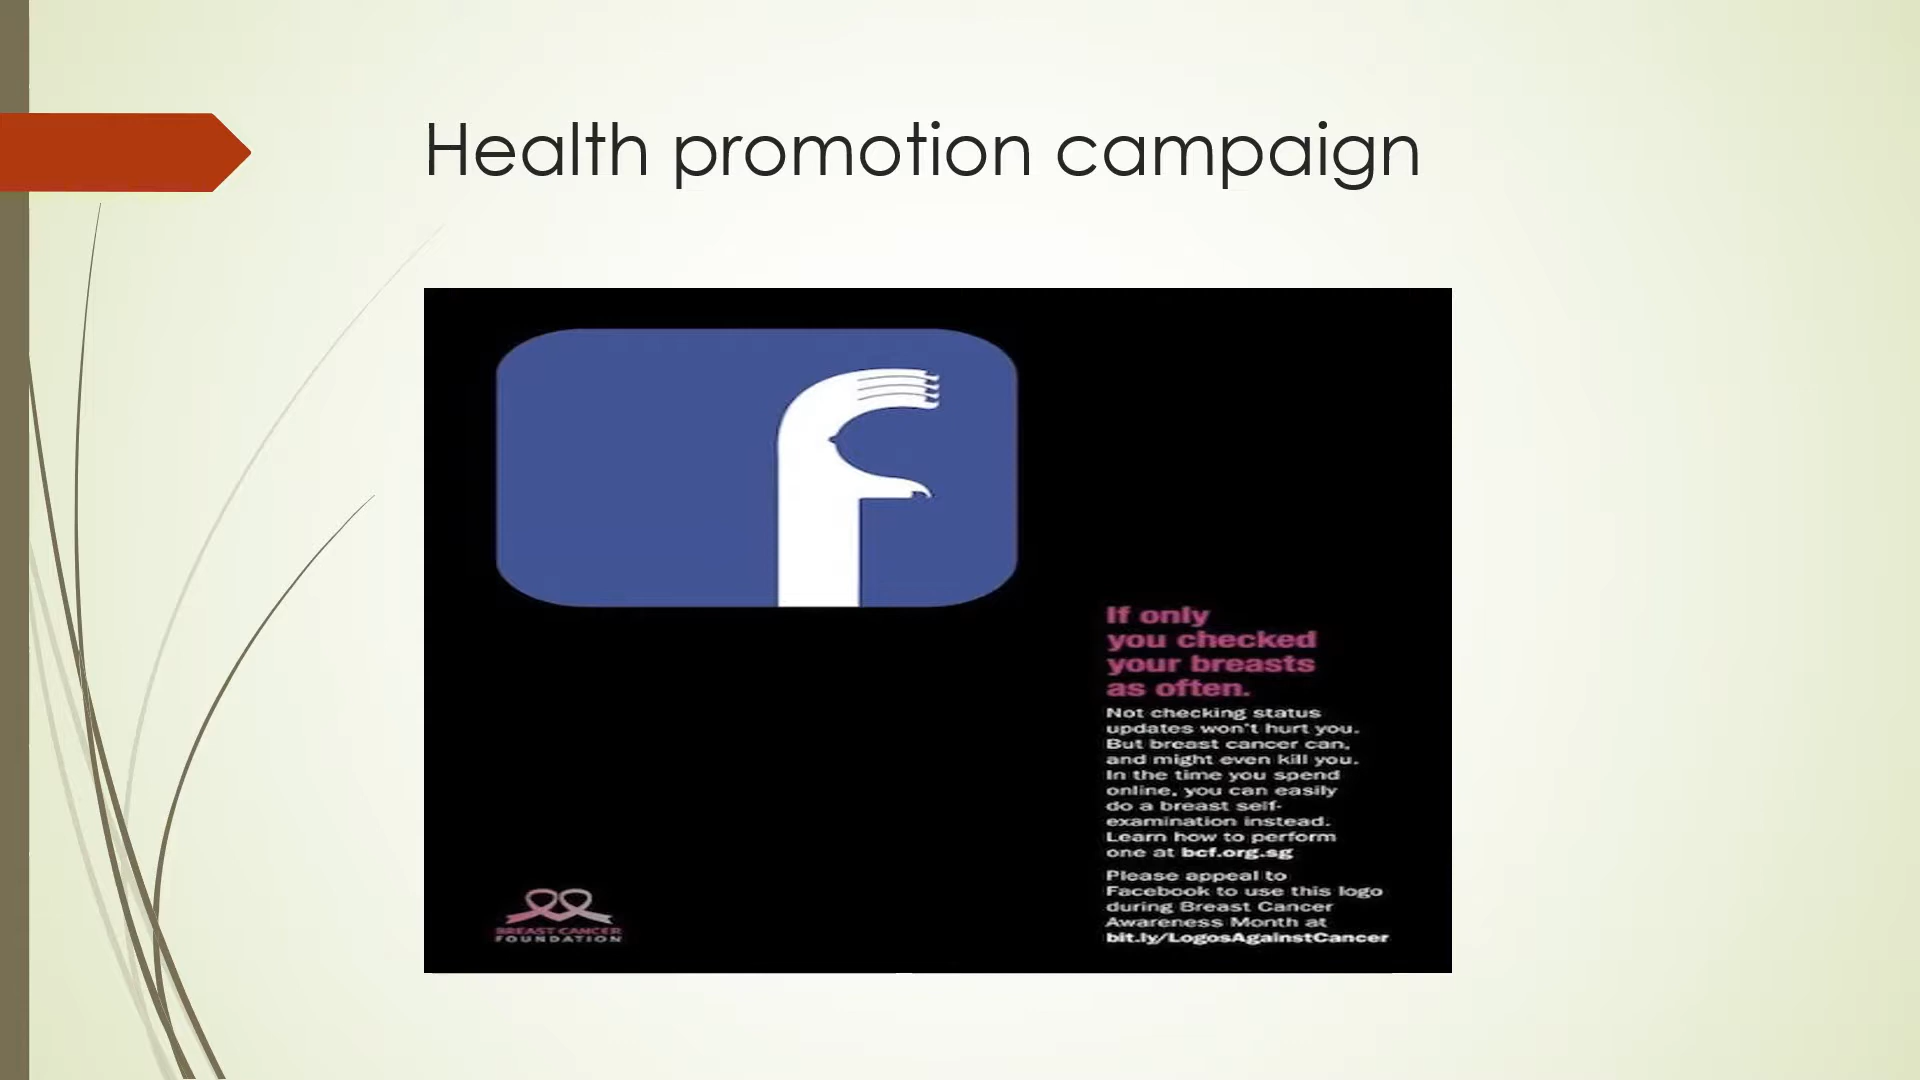 Health promotion campaign
If only
you checked
your breasts
as often.
Not checking status
updates won't hurt you.
But breast cancer can,
and might even kill you.
In the time you spend
online, you can easily
do a breast self-
examination instead.
Learn how to perform
one at bcf.org.sg
Please appeal to
Facebook to use this logo
during Breast Cancer
Awareness Month at
bit.ly/LogosAgainstCancer
BREAST CANCER
FOUNDATION